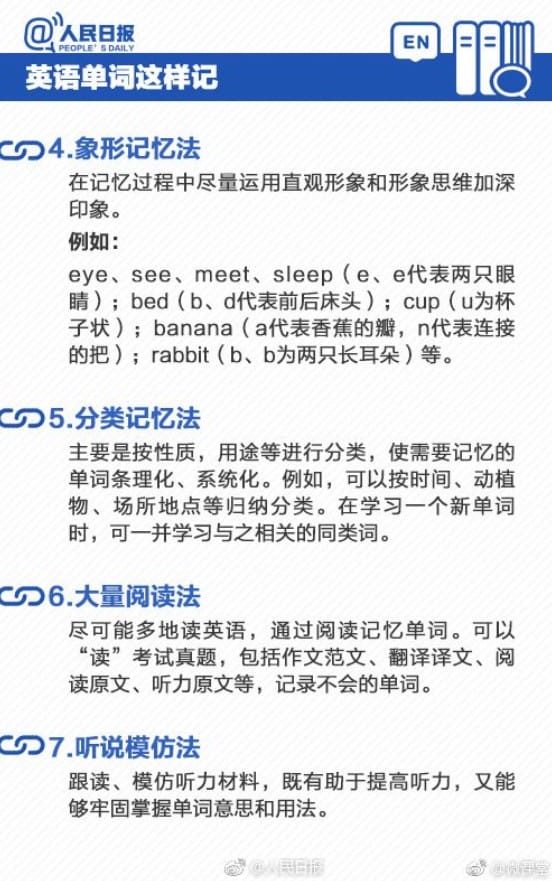 @人民日报
PEOPLE'S DAILY
EN
英语单词这样记
4.象形记忆法
在记忆过程中尽量运用直观形象和形象思维加深
印象。
例如：
eye、see、meet、sleep（e、e代表两只眼
睛）；bed（b、d代表前后床头）；cup（u为杯
子状）；banana（a代表香蕉的瓣，n代表连接
的把）；rabbit（b、b为两只长耳朵）等。
5.分类记忆法
主要是按性质，用途等进行分类，使需要记忆的
单词条理化、系统化。例如，可以按时间、动植
物、场所地点等归纳分类。在学习一个新单词
时，可一并学习与之相关的同类词。
6.大量阅读法
尽可能多地读英语，通过阅读记忆单词。可以
“读”考试真题，包括作文范文、翻译译文、阅
读原文、听力原文等，记录不会的单词。
7.听说模仿法
跟读、模仿听力材料，既有助于提高听力，又能
够牢固掌握单词意思和用法。
@人民日报
@微课堂